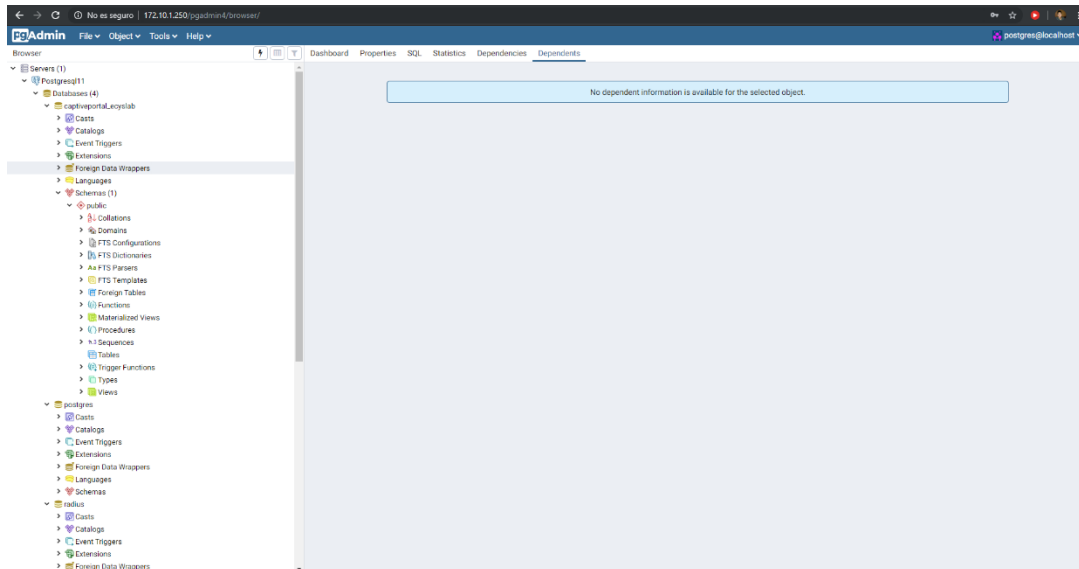 No es seguro | 172.10.1.250/pgadmin4/browser/
pgAdmin File Object Tools Help postgres@localhost
Browser Dashboard Properties SQL Statistics Dependencies Dependents
Servers (1)
Postgresql11
Databases (4)
captiveportal_ecyslab
Casts
Catalogs
Event Triggers
Extensions
Foreign Data Wrappers
Languages
Schemas (1)
public
Collations
Domains
FTS Configurations
FTS Dictionaries
Aa FTS Parsers
FTS Templates
Foreign Tables
Functions
Materialized Views
Procedures
1..3 Sequences
Tables
Trigger Functions
Types
Views
postgres
Casts
Catalogs
Event Triggers
Extensions
Foreign Data Wrappers
Languages
Schemas
radius
Casts
Catalogs
Event Triggers
Extensions
Foreign Data Wrappers
No dependent information is available for the selected object.